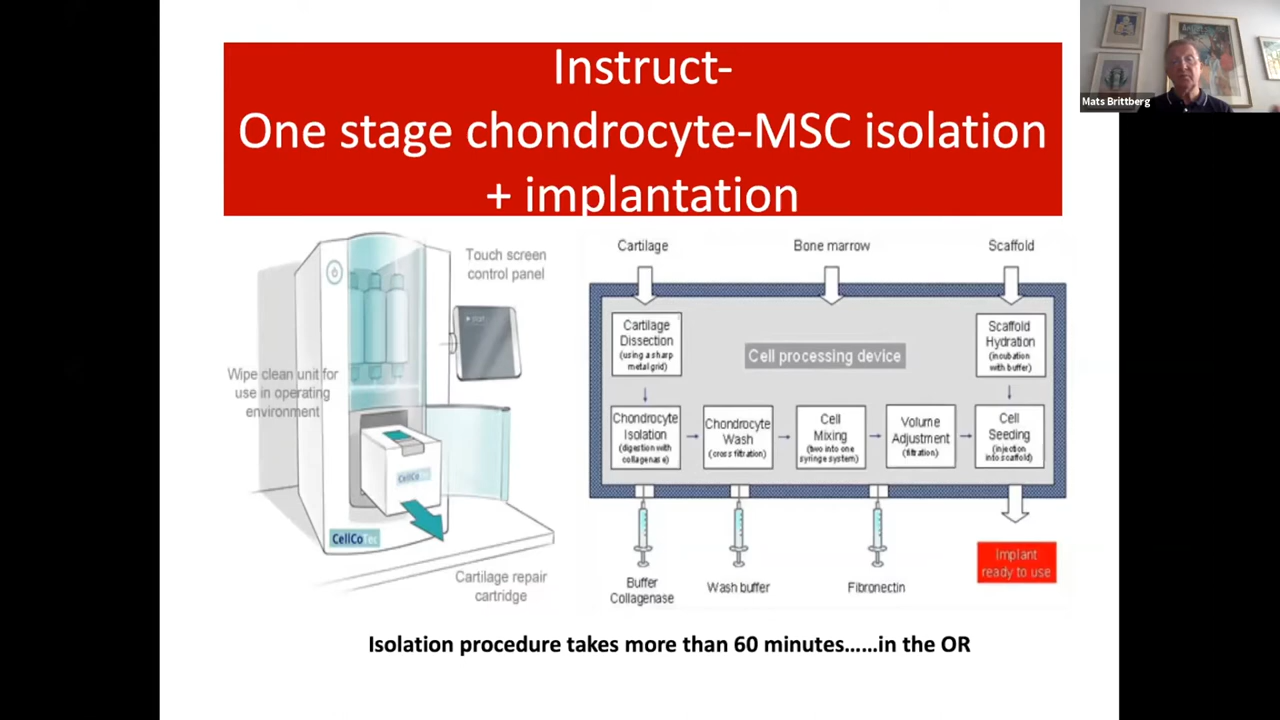 Instruct-
One stage chondrocyte-MSC isolation
+ implantation
Mats Brittberg
Touch screen
control panel
Wipe clean unit for
use in operating
environment
start
CellCoTec
CellCoTec
Cartilage repair
cartridge
Cartilage
Bone marrow
Scaffold
Cartilage
Dissection
(using a sharp
metal grid)
Cell processing device
Scaffold
Hydration
(incubation
with buffer)
Chondrocyte
Isolation
(digestion with
collagenase)
Chondrocyte
Wash
(cross filtration)
Cell
Mixing
(two into one
syringe system)
Volume
Adjustment
(filtration)
Cell
Seeding
(injection
into scaffold)
Buffer
Collagenase
Wash buffer
Fibronectin
Implant
ready to use
Isolation procedure takes more than 60 minutes......in the OR